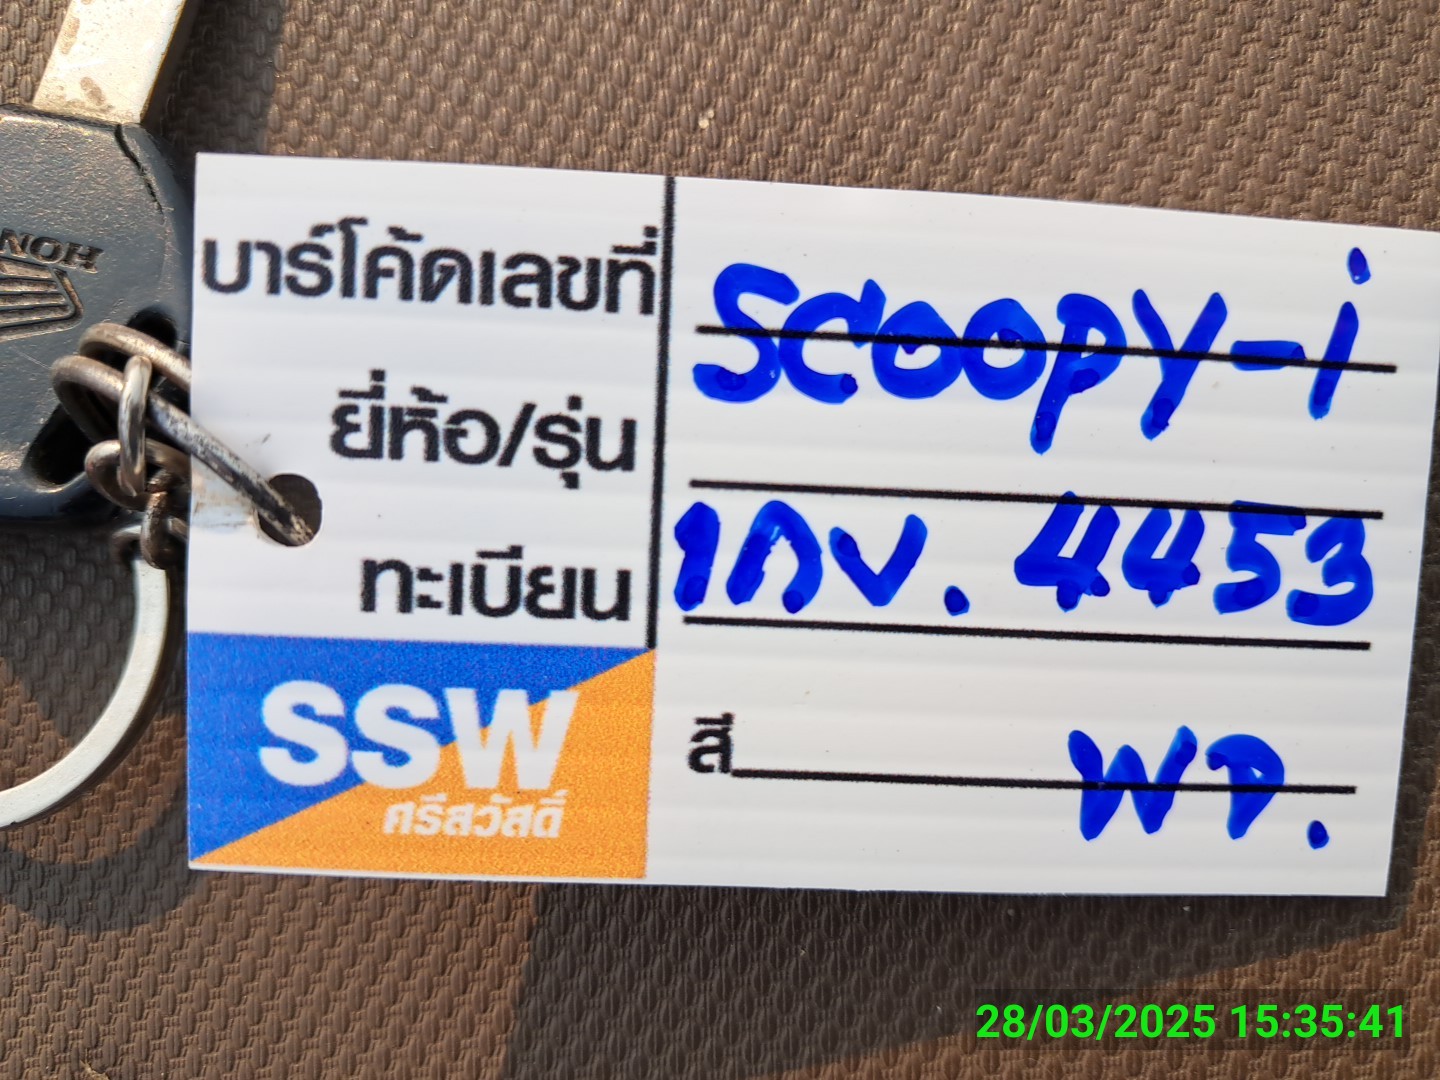 HON
บาร์โค้ดเลขที่
SCOOPY-i
ยี่ห้อ/รุ่น
ทะเบียน
1กง. 4453
สี
WD.
SSW
ศรีสวัสดิ์
28/03/2025 15:35:41